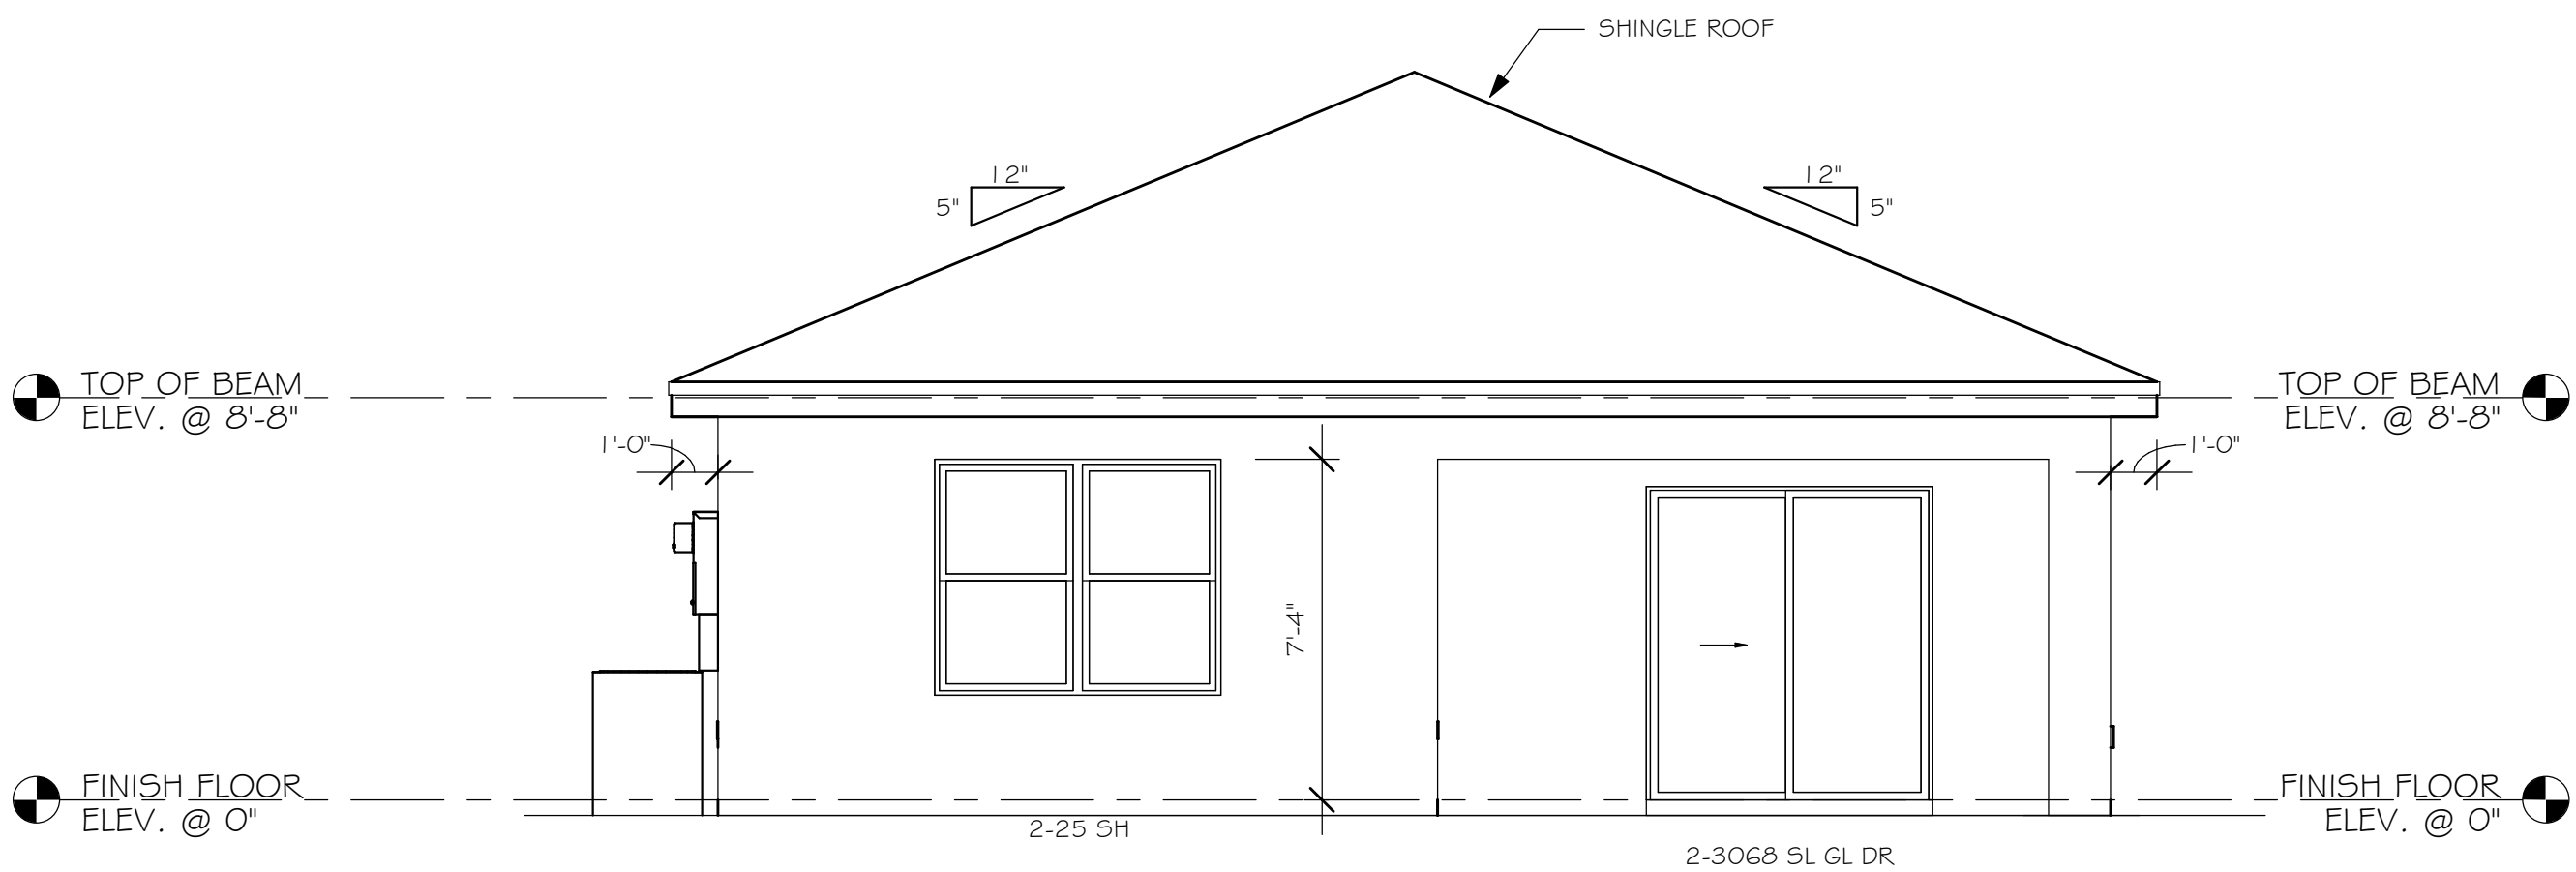 SHINGLE ROOF
12"
5"
12"
5"
TOP OF BEAM
ELEV. @ 8'-8"
TOP OF BEAM
ELEV. @ 8'-8"
1'-0"
1'-0"
7'-4"
FINISH FLOOR
ELEV. @ 0"
FINISH FLOOR
ELEV. @ 0"
2-25 SH
2-3068 SL GL DR